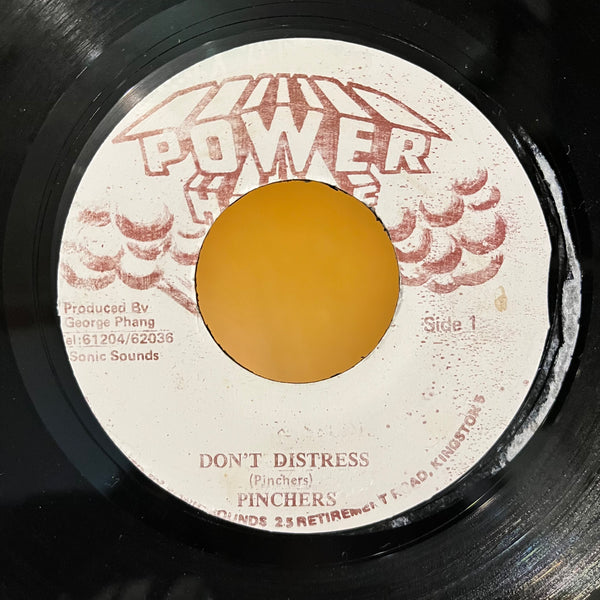 POWER
Produced By
George Phang
el:61204/62036
Sonic Sounds
Side 1
DON'T DISTRESS
(Pinchers)
PINCHERS
OUNDS 25 RETIREMENT ROAD, KINGSTON 5